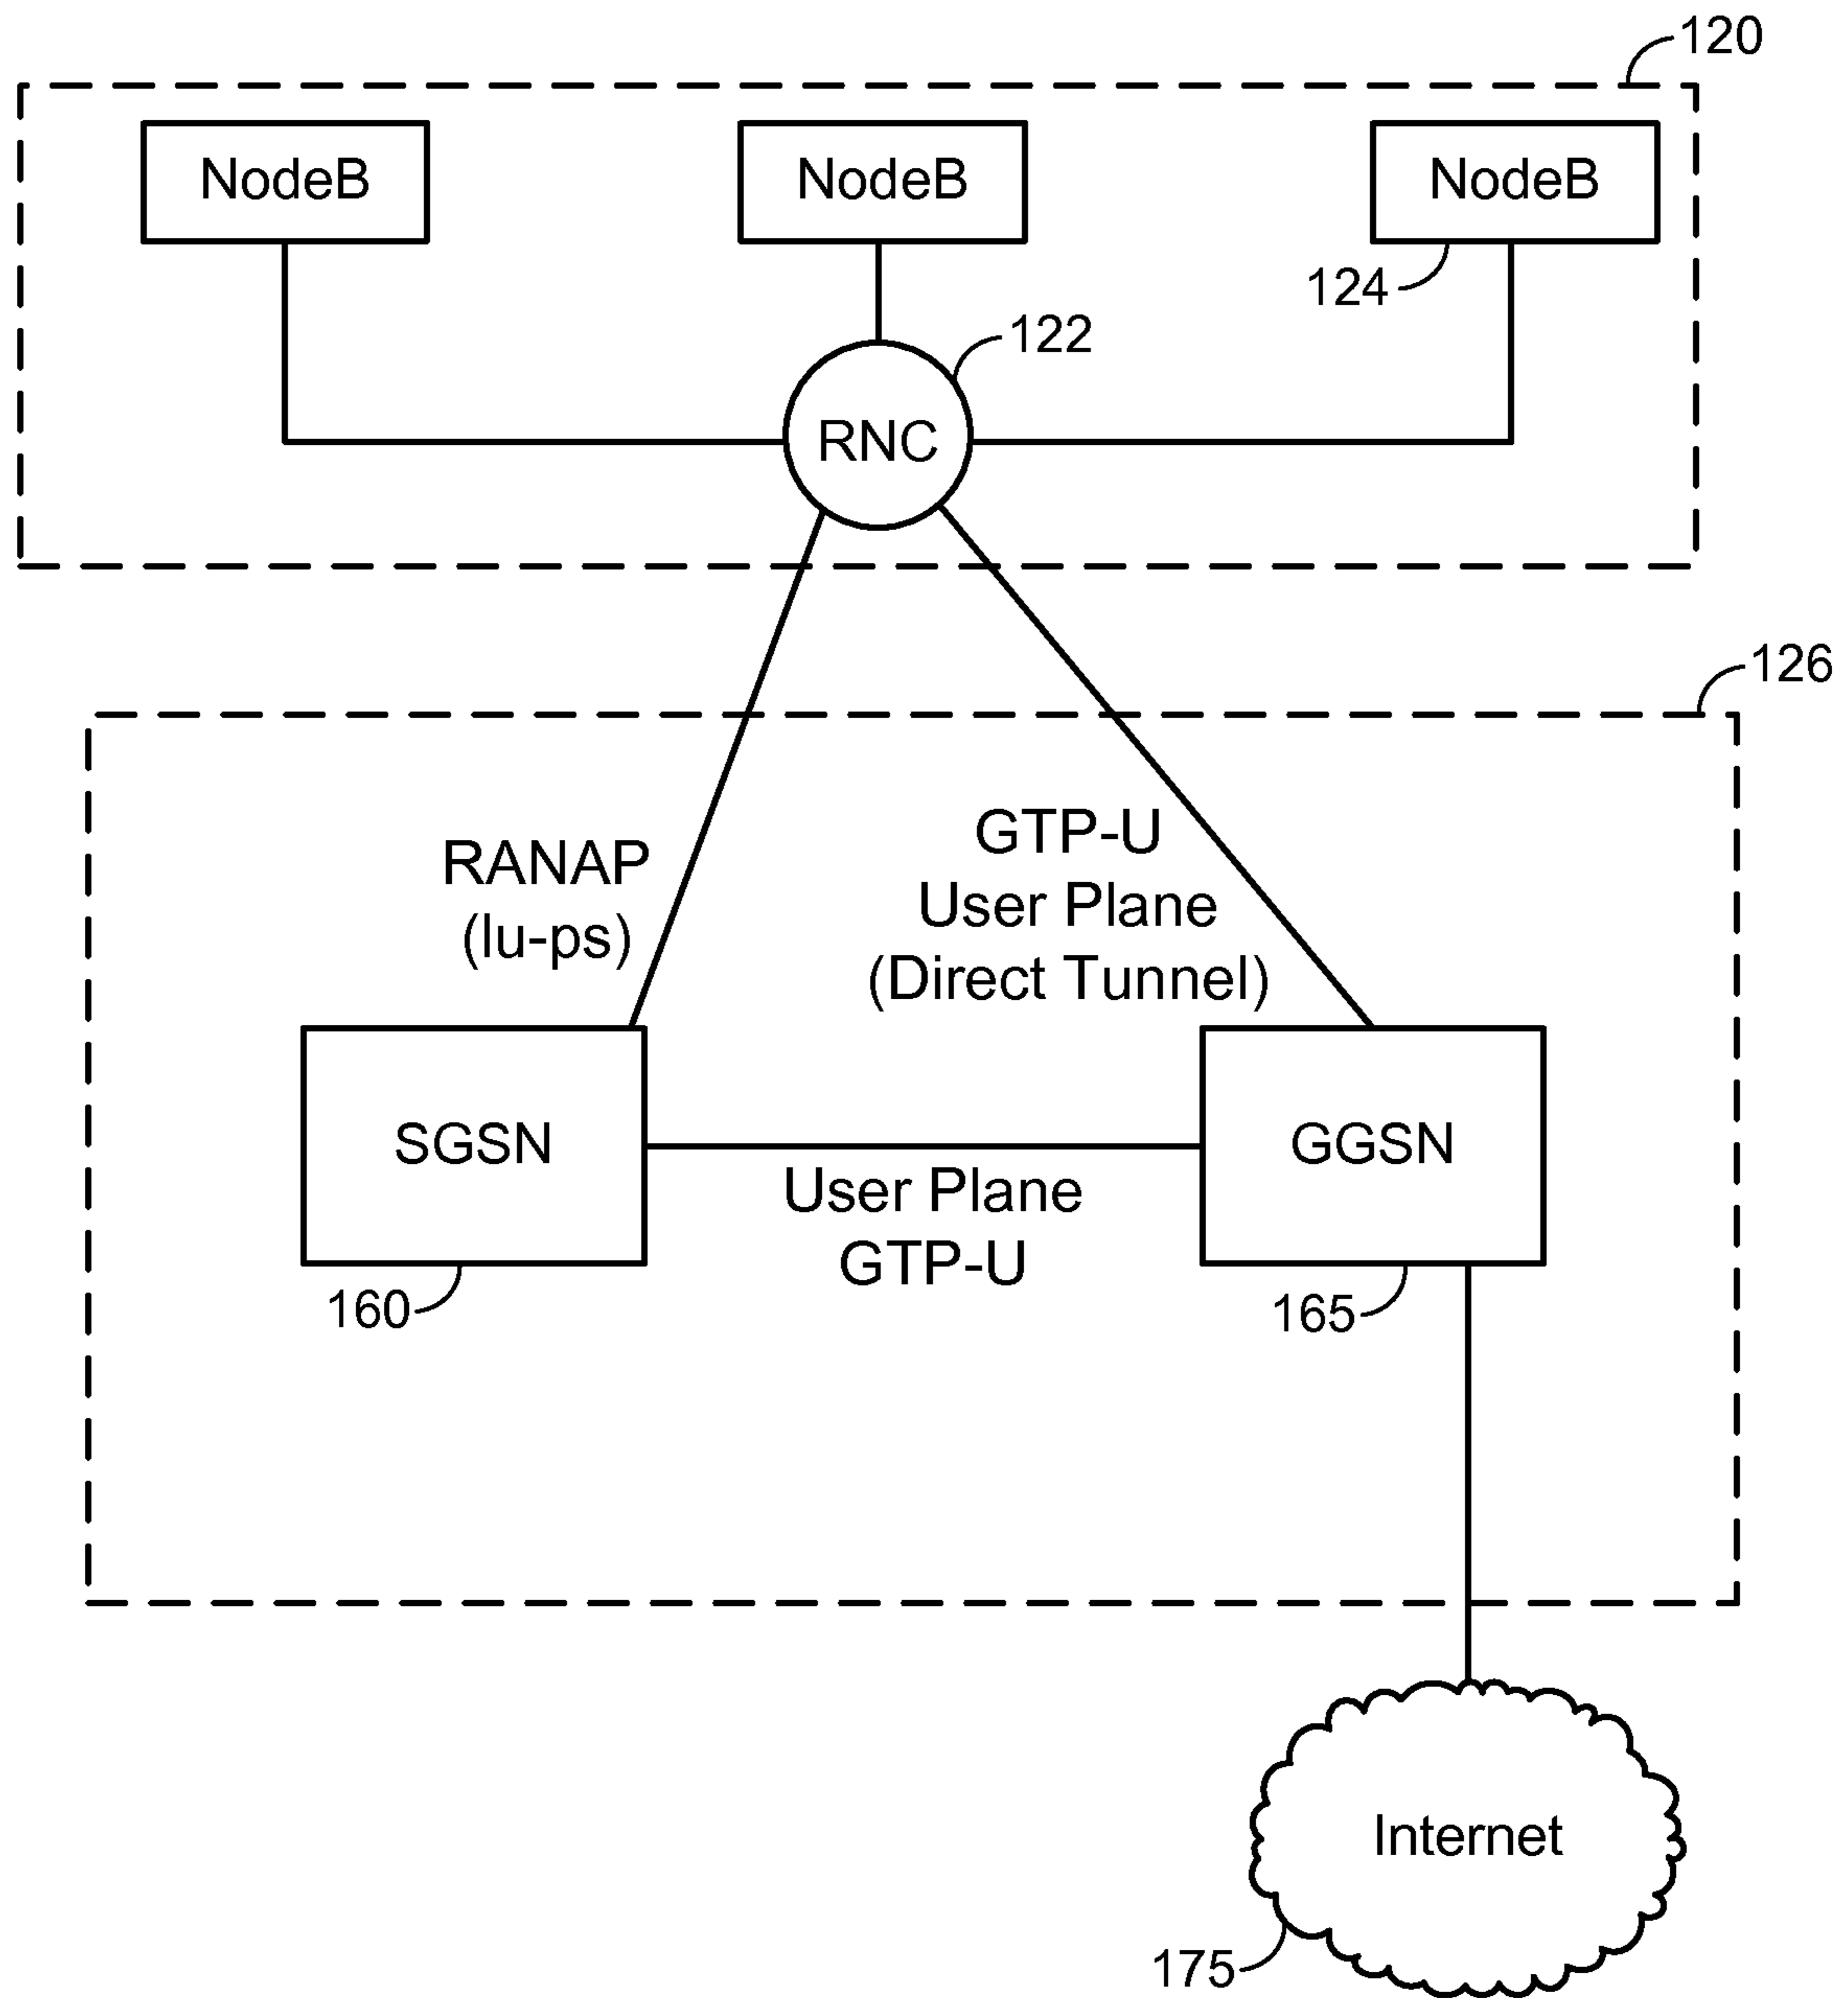 120
NodeB
NodeB
NodeB
124
122
RNC
126
RANAP
(lu-ps)
GTP-U
User Plane
(Direct Tunnel)
SGSN
GGSN
User Plane
GTP-U
160
165
Internet
175